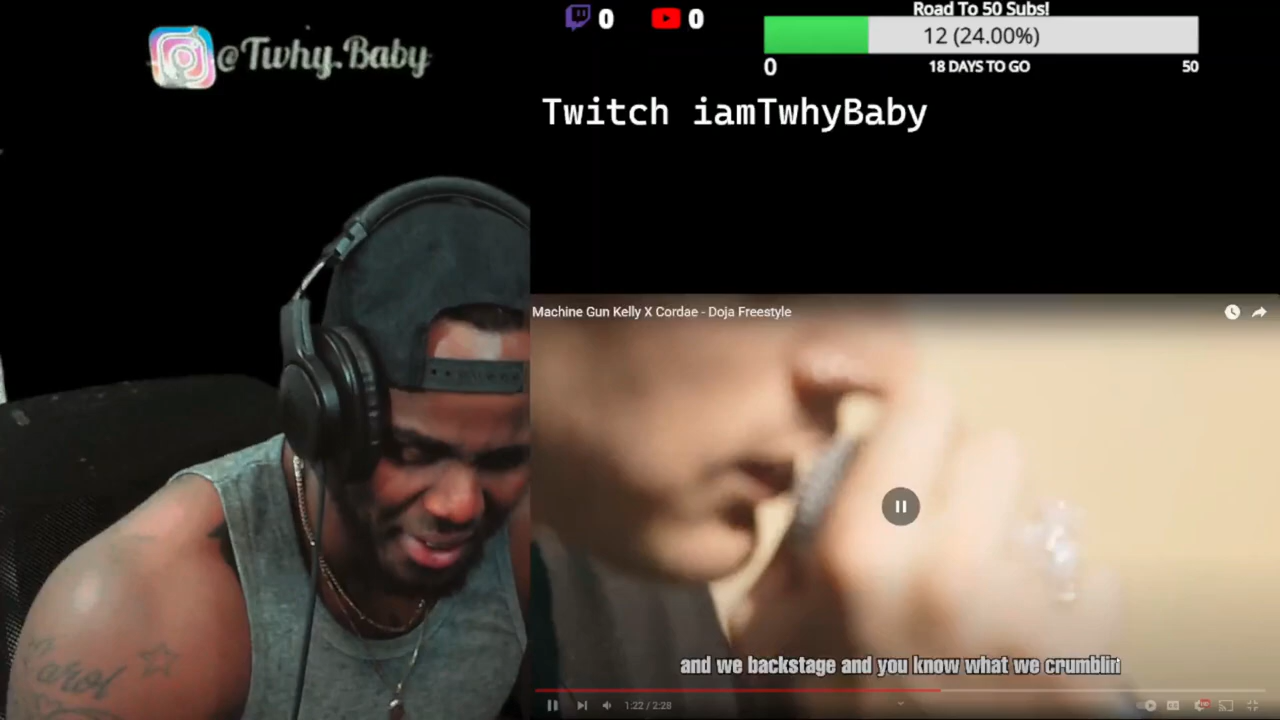 @Twhy.Baby
0
0
Road To 50 Subs!
12 (24.00%)
0
18 DAYS TO GO
50
Twitch iamTwhyBaby
Machine Gun Kelly X Cordae - Doja Freestyle
and we backstage and you know what we crumblin
1:22 / 2:28